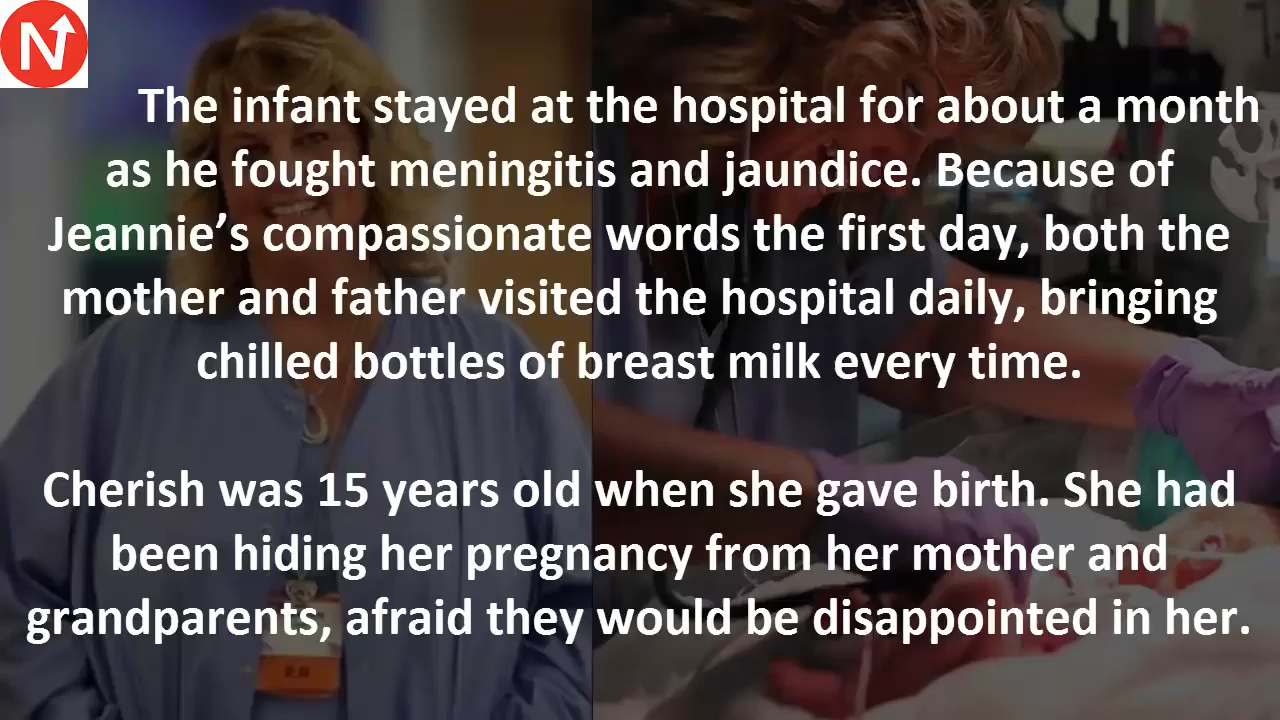 N
The infant stayed at the hospital for about a month
as he fought meningitis and jaundice. Because of
Jeannie’s compassionate words the first day, both the
mother and father visited the hospital daily, bringing
chilled bottles of breast milk every time.
Cherish was 15 years old when she gave birth. She had
been hiding her pregnancy from her mother and
grandparents, afraid they would be disappointed in her.